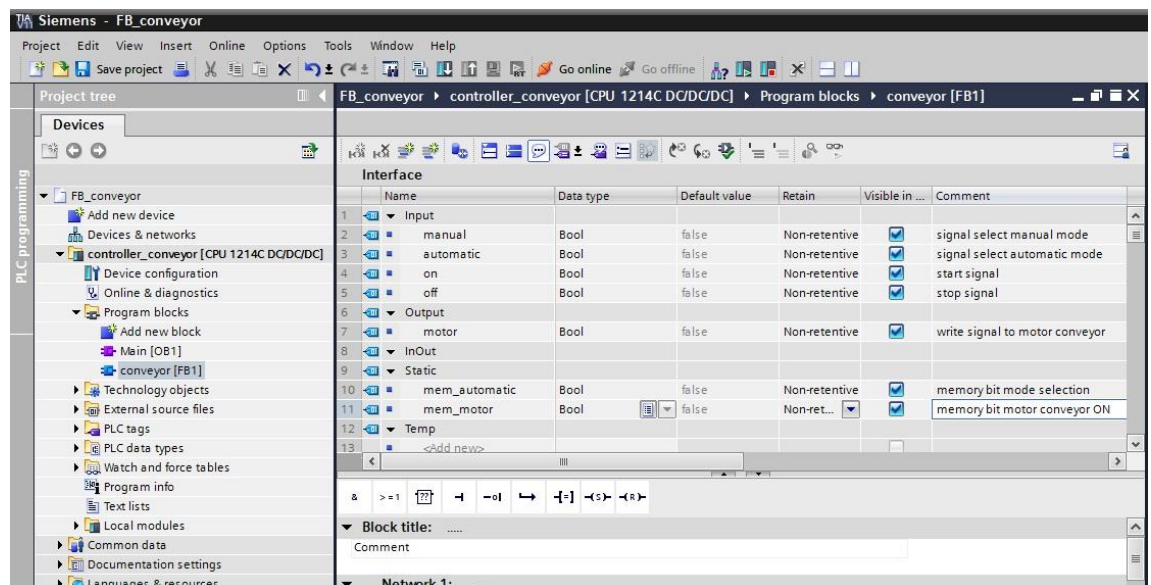 Siemens - FB_conveyor
Project Edit View Insert Online Options Tools Window Help
Save project Go online Go offline
Project tree
FB_conveyor controller_conveyor [CPU 1214C DC/DC/DC] Program blocks conveyor [FB1]
Devices
PLC programming
FB_conveyor
Add new device
Devices & networks
controller_conveyor [CPU 1214C DC/DC/DC]
Device configuration
Online & diagnostics
Program blocks
Add new block
Main [OB1]
conveyor [FB1]
Technology objects
External source files
PLC tags
PLC data types
Watch and force tables
Program info
Text lists
Local modules
Common data
Documentation settings
Languages & resources
Interface
Name Data type Default value Retain Visible in ... Comment
1 Input
2 manual Bool false Non-retentive signal select manual mode
3 automatic Bool false Non-retentive signal select automatic mode
4 on Bool false Non-retentive start signal
5 off Bool false Non-retentive stop signal
6 Output
7 motor Bool false Non-retentive write signal to motor conveyor
8 InOut
9 Static
10 mem_automatic Bool false Non-retentive memory bit mode selection
11 mem_motor Bool false Non-ret... memory bit motor conveyor ON
12 Temp
13 <Add new>
& >=1 ?? -[=] -(S)- -(R)-
Block title: .....
Comment
Network 1: